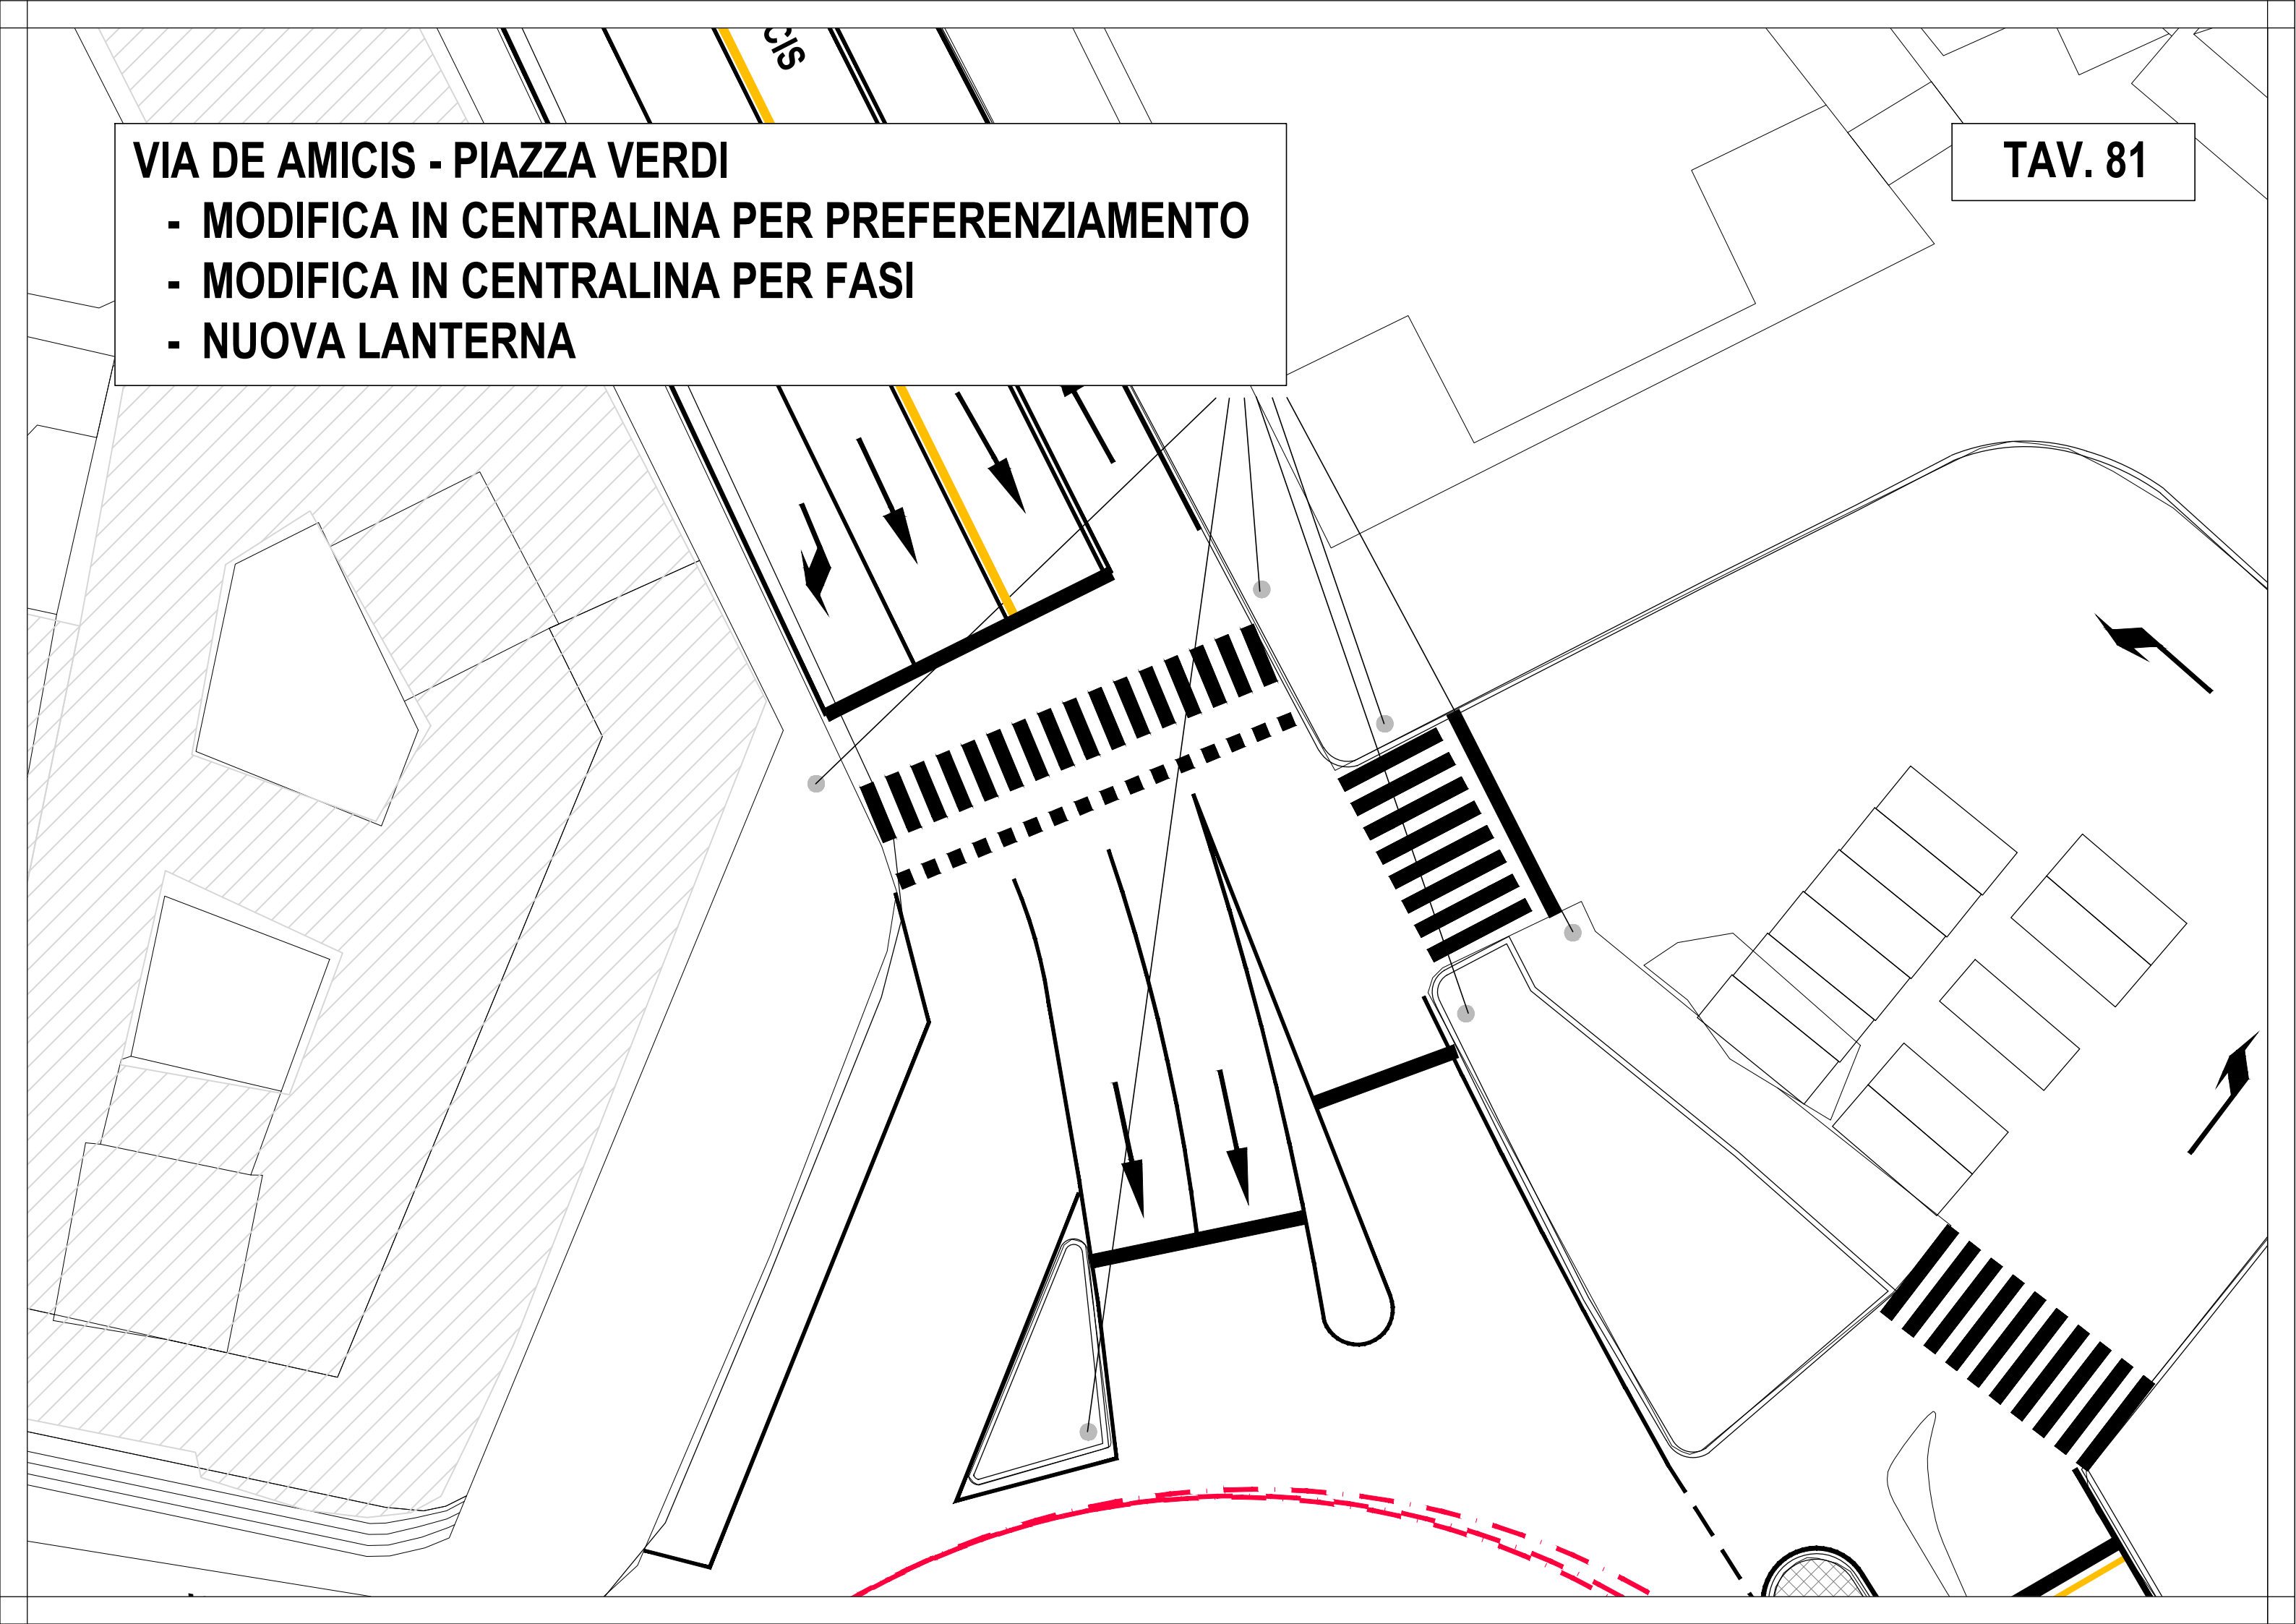 cis
VIA DE AMICIS - PIAZZA VERDI
- MODIFICA IN CENTRALINA PER PREFERENZIAMENTO
- MODIFICA IN CENTRALINA PER FASI
- NUOVA LANTERNA
TAV. 81